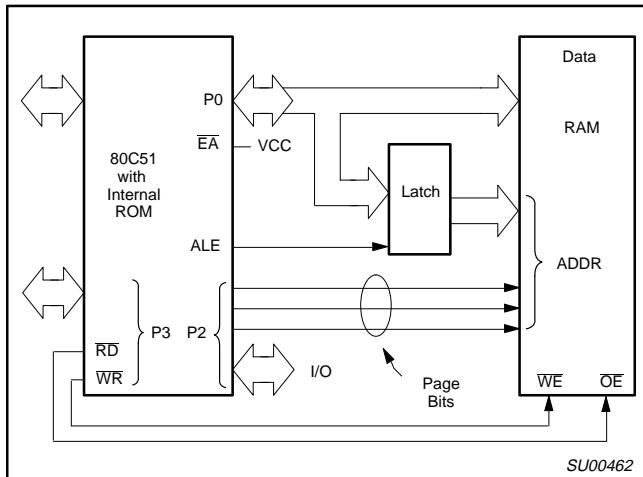 Data
RAM
P0
EA
VCC
80C51
with
Internal
ROM
Latch
ALE
ADDR
P3
P2
RD
WR
I/O
Page
Bits
WE
OE
SU00462